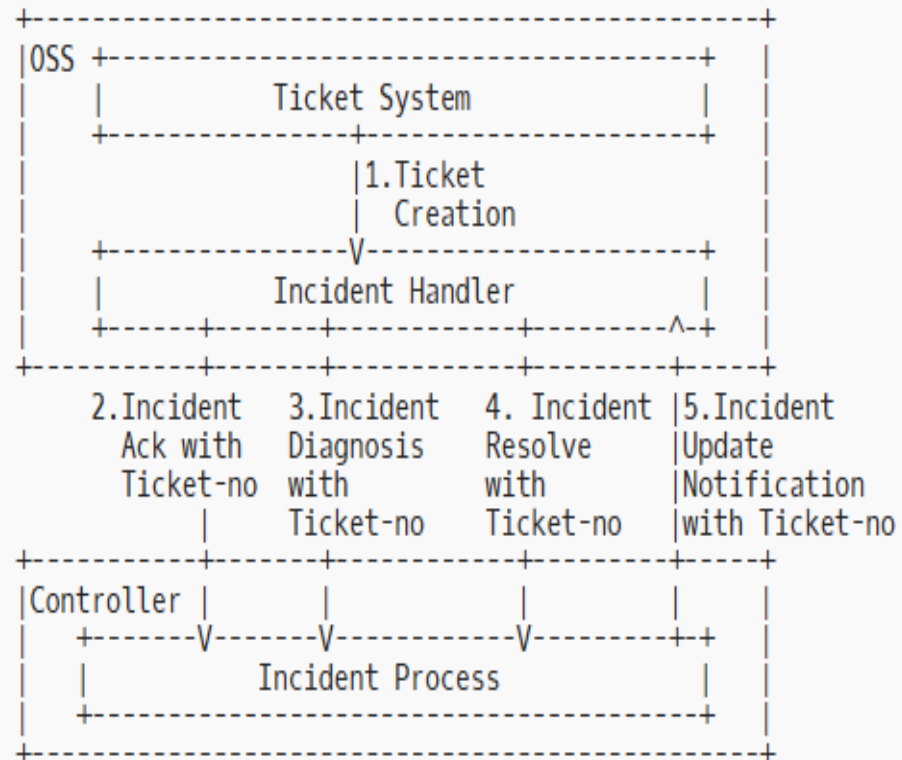 +------------------------------------------------+
|OSS +---------------------------------------+   |
|    |           Ticket System               |   |
|    +----------------+----------------------+   |
|                     |1.Ticket                  |
|                     |  Creation                |
|    +----------------V----------------------+   |
|    |           Incident Handler            |   |
|    +------+-------+------------+---------^-+   |
+-----------+-------+------------+---------+-----+
     2.Incident   3.Incident   4. Incident |5.Incident
       Ack with   Diagnosis    Resolve     |Update
       Ticket-no  with         with        |Notification
            |     Ticket-no    Ticket-no   |with Ticket-no
+-----------+-------+------------+---------+-----+
|Controller |       |            |         |     |
|   +-------V-------V------------V---------+-+   |
|   |           Incident Process             |   |
|   +----------------------------------------+   |
+------------------------------------------------+